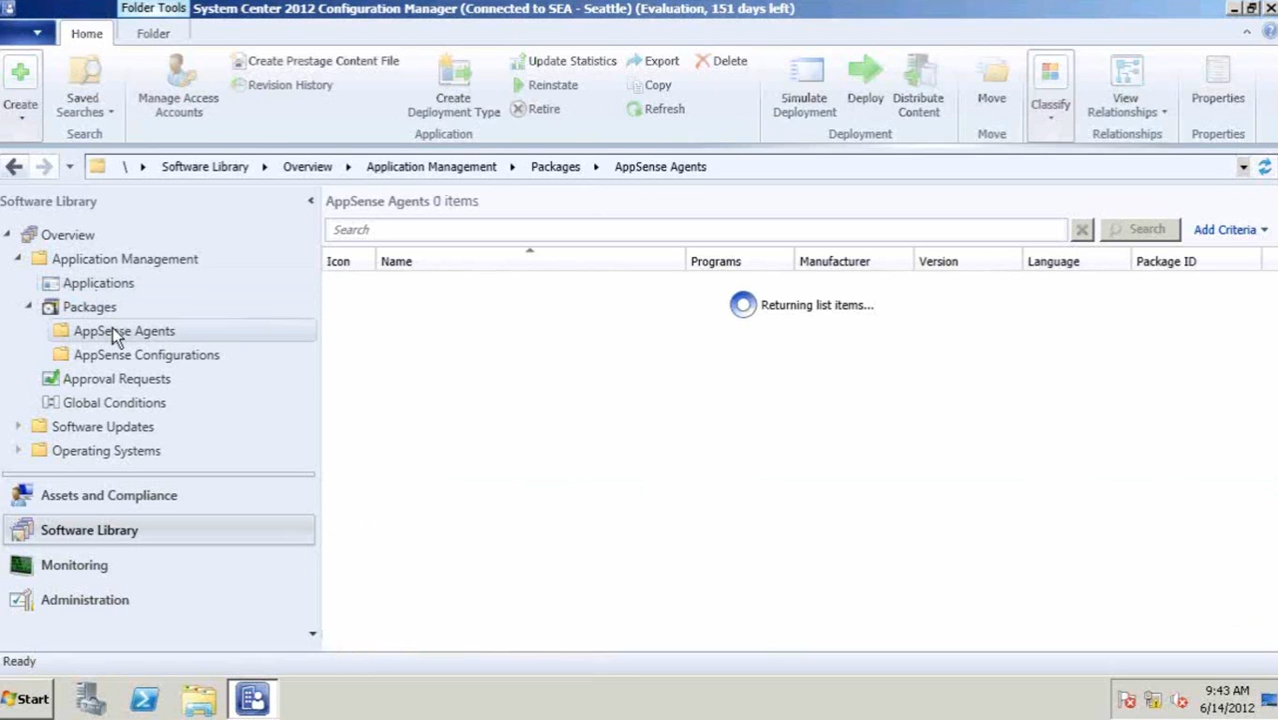 Folder Tools System Center 2012 Configuration Manager (Connected to SEA - Seattle) (Evaluation, 151 days left)
Home Folder
Create
Saved Searches
Search
Manage Access Accounts
Create Prestage Content File
Revision History
Create Deployment Type
Update Statistics
Reinstate
Retire
Export
Copy
Refresh
Delete
Application
Simulate Deployment
Deploy
Distribute Content
Deployment
Move
Move
Classify
View Relationships
Relationships
Properties
Properties
\ Software Library Overview Application Management Packages AppSense Agents
Software Library
Overview
Application Management
Applications
Packages
AppSense Agents
AppSense Configurations
Approval Requests
Global Conditions
Software Updates
Operating Systems
Assets and Compliance
Software Library
Monitoring
Administration
AppSense Agents 0 items
Search Search Add Criteria
Icon Name Programs Manufacturer Version Language Package ID
Returning list items...
Ready
Start
9:43 AM
6/14/2012